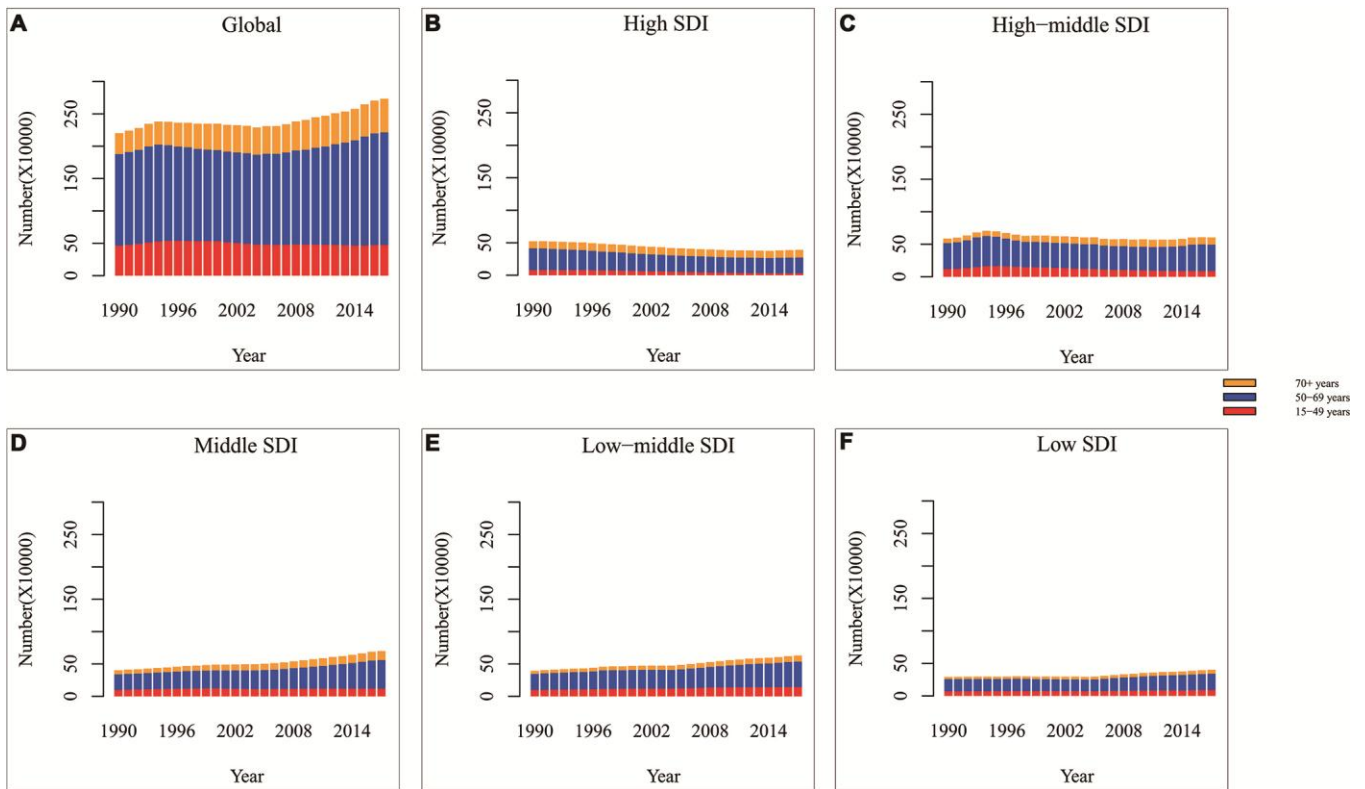 A
Global
Number(X10000)
250
150
50
0
1990 1996 2002 2008 2014
Year
B
High SDI
Number(X10000)
250
150
50
0
1990 1996 2002 2008 2014
Year
C
High−middle SDI
Number(X10000)
250
150
50
0
1990 1996 2002 2008 2014
Year
70+ years
50−69 years
15−49 years
D
Middle SDI
Number(X10000)
250
150
50
0
1990 1996 2002 2008 2014
Year
E
Low−middle SDI
Number(X10000)
250
150
50
0
1990 1996 2002 2008 2014
Year
F
Low SDI
Number(X10000)
250
150
50
0
1990 1996 2002 2008 2014
Year